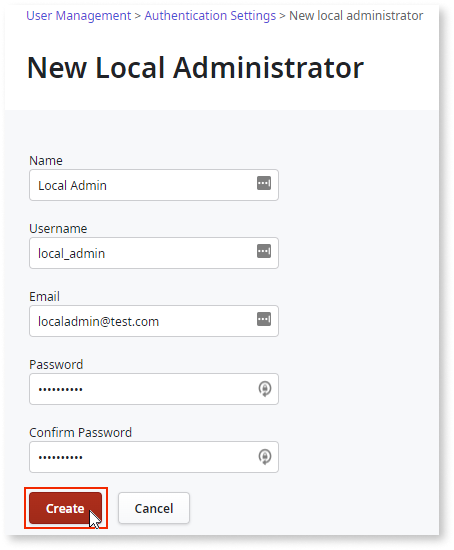 User Management > Authentication Settings > New local administrator
New Local Administrator
Name
Local Admin
Username
local_admin
Email
localadmin@test.com
Password
••••••••••
Confirm Password
••••••••••
Create Cancel